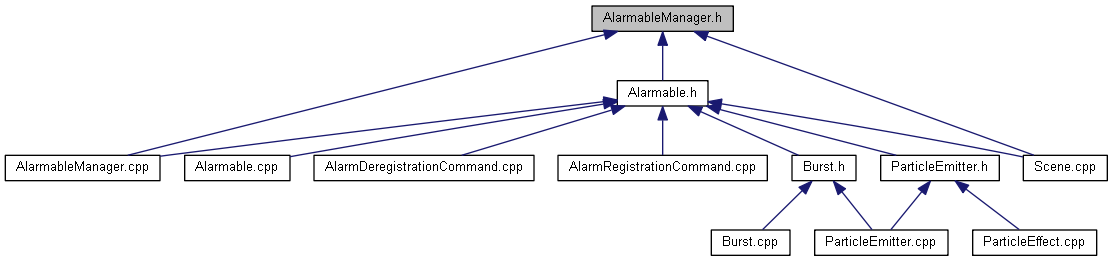 AlarmableManager.h
Alarmable.h
AlarmableManager.cpp
Alarmable.cpp
AlarmDeregistrationCommand.cpp
AlarmRegistrationCommand.cpp
Burst.h
ParticleEmitter.h
Scene.cpp
Burst.cpp
ParticleEmitter.cpp
ParticleEffect.cpp